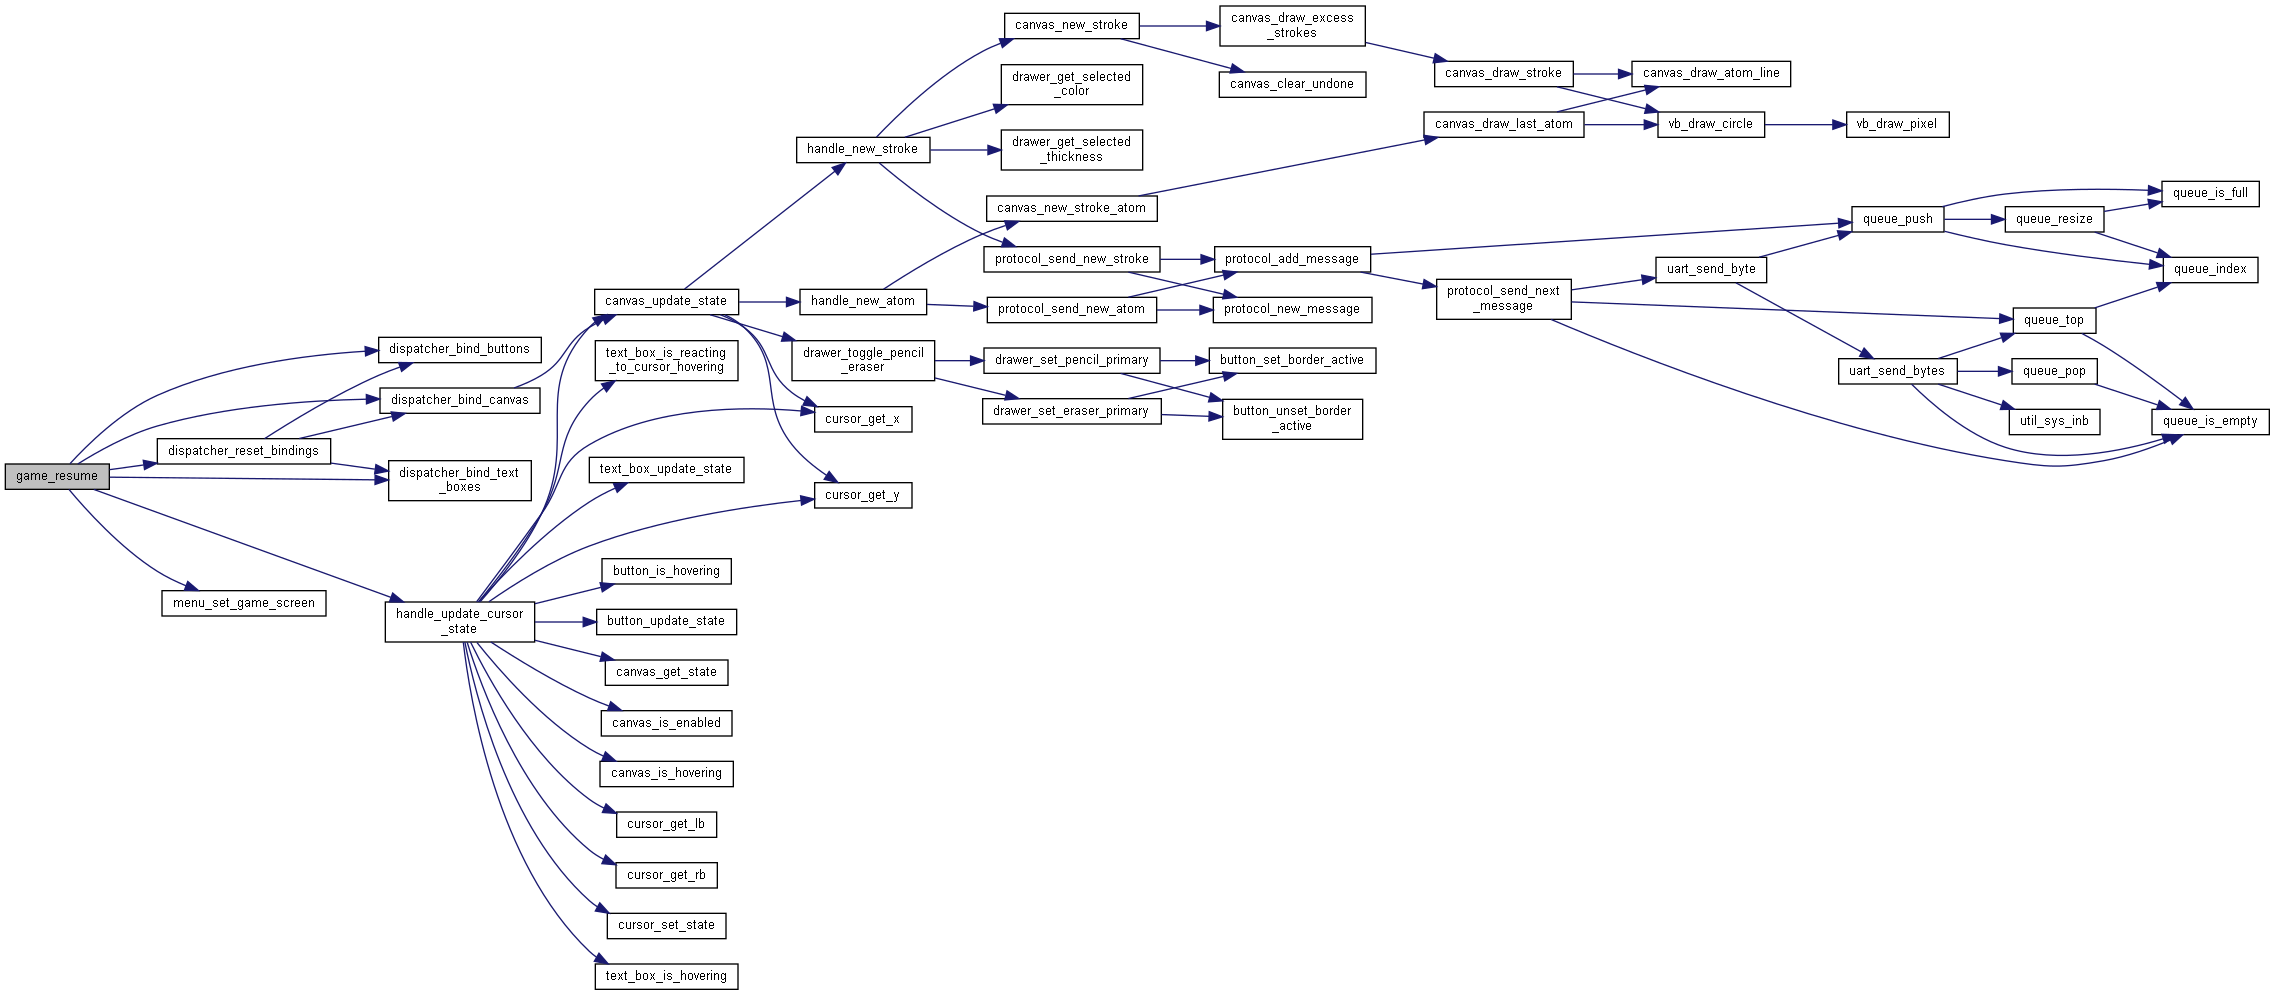 game_resume
dispatcher_reset_bindings
menu_set_game_screen
dispatcher_bind_buttons
dispatcher_bind_canvas
dispatcher_bind_text
_boxes
handle_update_cursor
_state
canvas_update_state
text_box_is_reacting
_to_cursor_hovering
text_box_update_state
button_is_hovering
button_update_state
canvas_get_state
canvas_is_enabled
canvas_is_hovering
cursor_get_lb
cursor_get_rb
cursor_set_state
text_box_is_hovering
handle_new_stroke
handle_new_atom
drawer_toggle_pencil
_eraser
cursor_get_x
cursor_get_y
canvas_new_stroke
drawer_get_selected
_color
drawer_get_selected
_thickness
canvas_new_stroke_atom
protocol_send_new_stroke
protocol_send_new_atom
drawer_set_pencil_primary
drawer_set_eraser_primary
canvas_draw_excess
_strokes
canvas_clear_undone
protocol_add_message
protocol_new_message
button_set_border_active
button_unset_border
_active
canvas_draw_stroke
canvas_draw_last_atom
protocol_send_next
_message
canvas_draw_atom_line
vb_draw_circle
uart_send_byte
vb_draw_pixel
queue_push
uart_send_bytes
queue_resize
queue_top
queue_pop
util_sys_inb
queue_is_full
queue_index
queue_is_empty